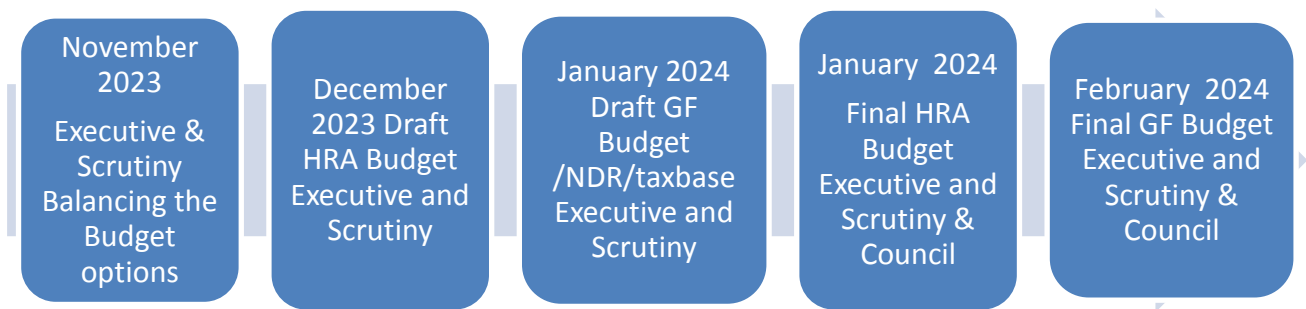 November
2023
Executive &
Scrutiny
Balancing the
Budget
options
December
2023 Draft
HRA Budget
Executive and
Scrutiny
January 2024
Draft GF
Budget
/NDR/taxbase
Executive and
Scrutiny
January 2024
Final HRA
Budget
Executive and
Scrutiny &
Council
February 2024
Final GF Budget
Executive and
Scrutiny &
Council